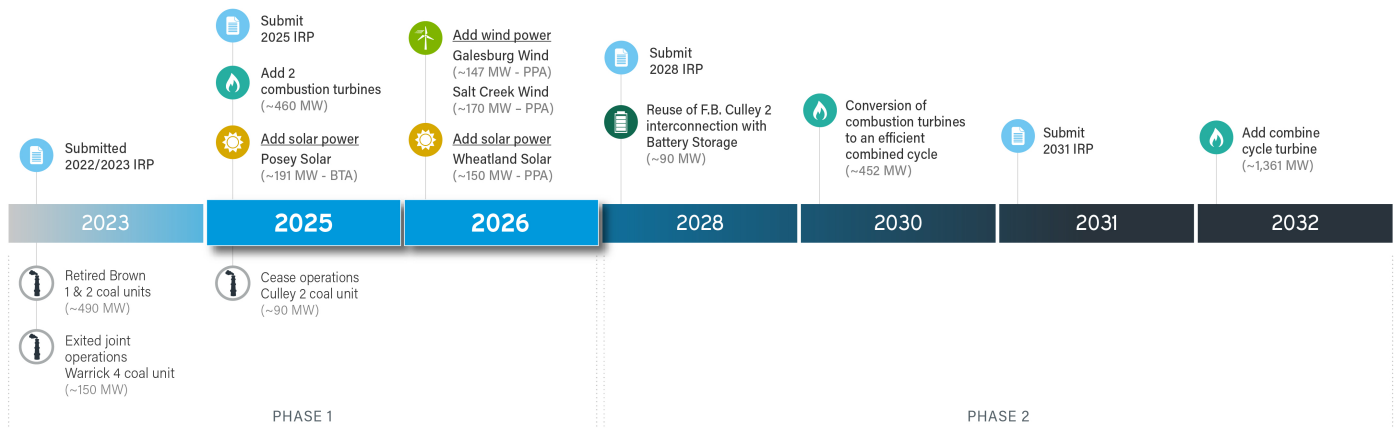 Submitted
2022/2023 IRP
Submit
2025 IRP
Add 2
combustion turbines
(~460 MW)
Add solar power
Posey Solar
(~191 MW - BTA)
Add wind power
Galesburg Wind
(~147 MW - PPA)
Salt Creek Wind
(~170 MW – PPA)
Add solar power
Wheatland Solar
(~150 MW - PPA)
Submit
2028 IRP
Reuse of F.B. Culley 2
interconnection with
Battery Storage
(~90 MW)
Conversion of
combustion turbines
to an efficient
combined cycle
(~452 MW)
Submit
2031 IRP
Add combine
cycle turbine
(~1,361 MW)
2023
2025
2026
2028
2030
2031
2032
Retired Brown
1 & 2 coal units
(~490 MW)
Exited joint
operations
Warrick 4 coal unit
(~150 MW)
Cease operations
Culley 2 coal unit
(~90 MW)
PHASE 1
PHASE 2